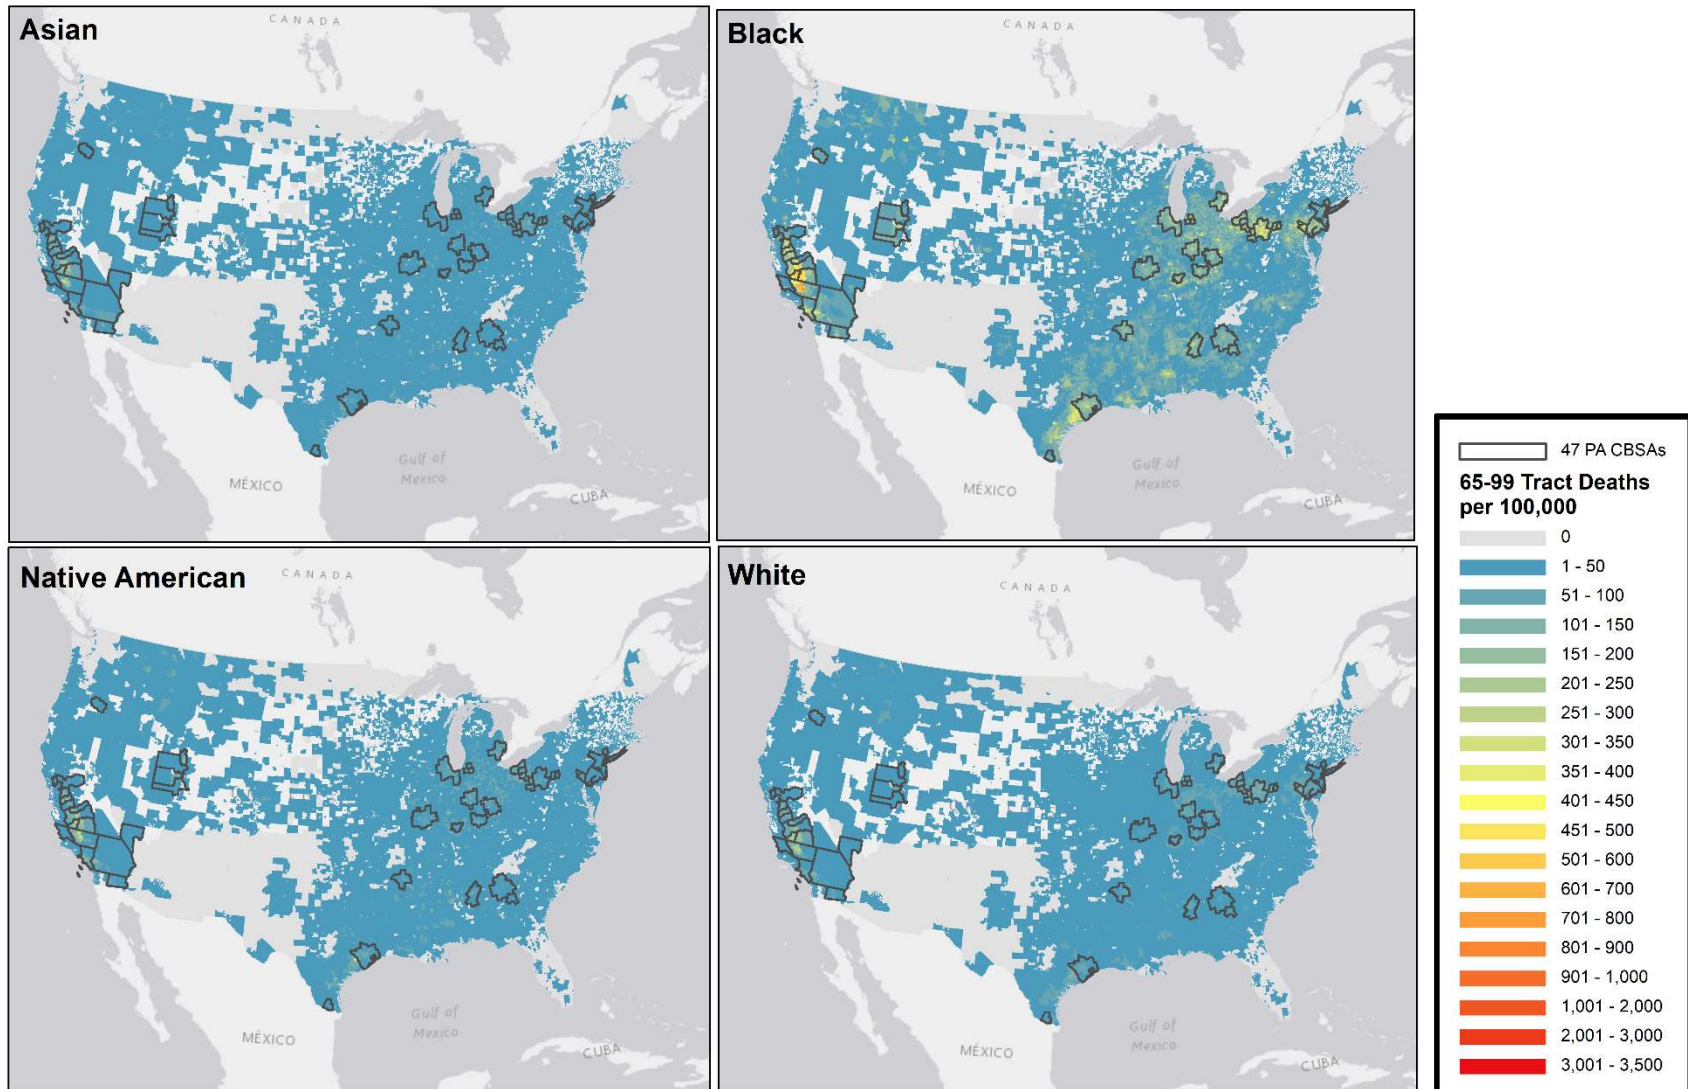 Asian
CANADA
MÉXICO
Gulf of
Mexico
CUBA
Black
CANADA
MÉXICO
Gulf of
Mexico
CUBA
Native American
CANADA
MÉXICO
Gulf of
Mexico
CUBA
White
CANADA
MÉXICO
Gulf of
Mexico
CUBA
47 PA CBSAs
65-99 Tract Deaths
per 100,000
0
1 - 50
51 - 100
101 - 150
151 - 200
201 - 250
251 - 300
301 - 350
351 - 400
401 - 450
451 - 500
501 - 600
601 - 700
701 - 800
801 - 900
901 - 1,000
1,001 - 2,000
2,001 - 3,000
3,001 - 3,500